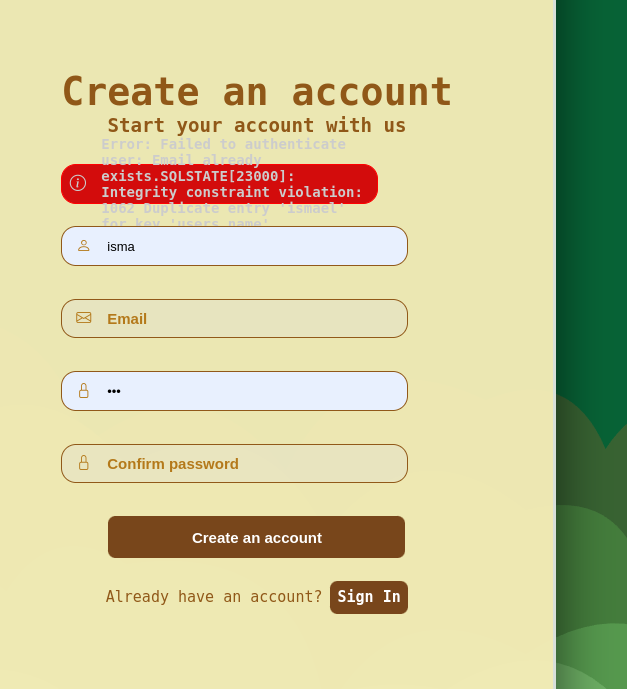 Create an account
Start your account with us
Error: Failed to authenticate
user: Email already
exists.SQLSTATE[23000]:
Integrity constraint violation:
1062 Duplicate entry 'ismael'
for key 'users.name'
isma
Email
•••
Confirm password
Create an account
Already have an account? Sign In